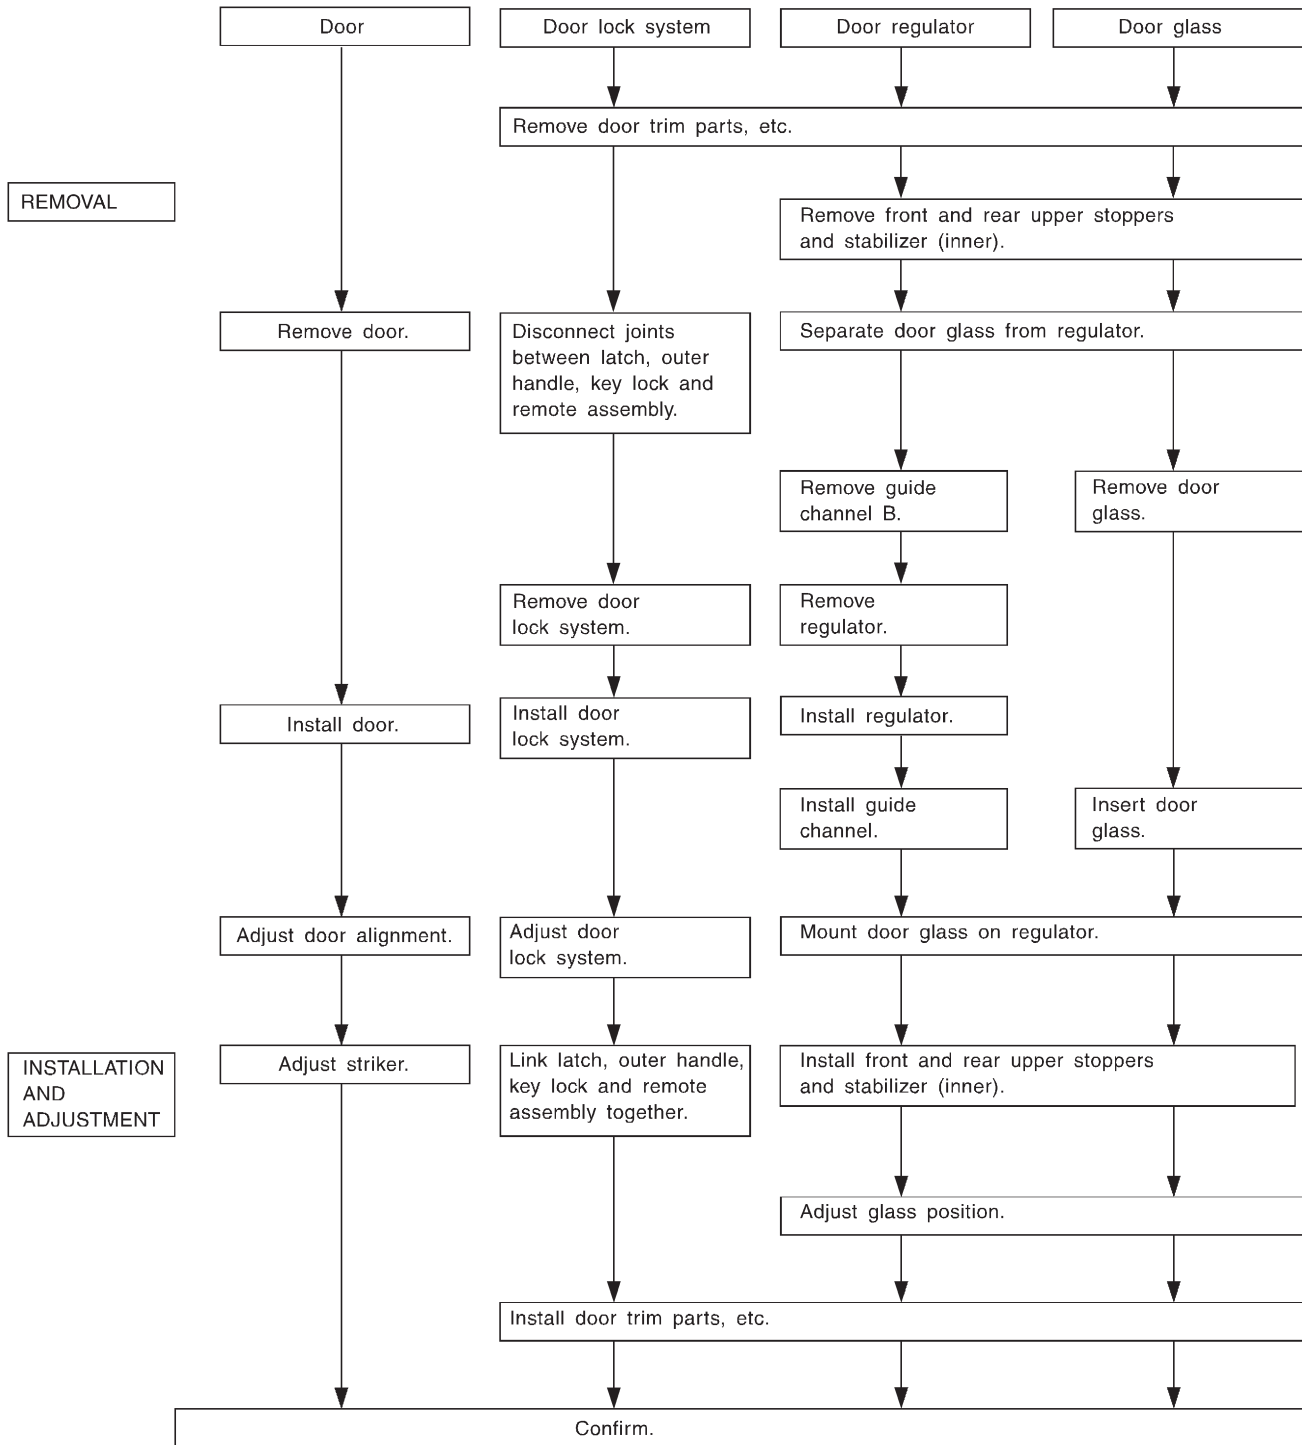 Door
Door lock system
Door regulator
Door glass
Remove door trim parts, etc.
REMOVAL
Remove front and rear upper stoppers
and stabilizer (inner).
Remove door.
Disconnect joints
between latch, outer
handle, key lock and
remote assembly.
Separate door glass from regulator.
Remove guide
channel B.
Remove door
glass.
Remove door
lock system.
Remove
regulator.
Install door.
Install door
lock system.
Install regulator.
Install guide
channel.
Insert door
glass.
Adjust door alignment.
Adjust door
lock system.
Mount door glass on regulator.
INSTALLATION
AND
ADJUSTMENT
Adjust striker.
Link latch, outer handle,
key lock and remote
assembly together.
Install front and rear upper stoppers
and stabilizer (inner).
Adjust glass position.
Install door trim parts, etc.
Confirm.